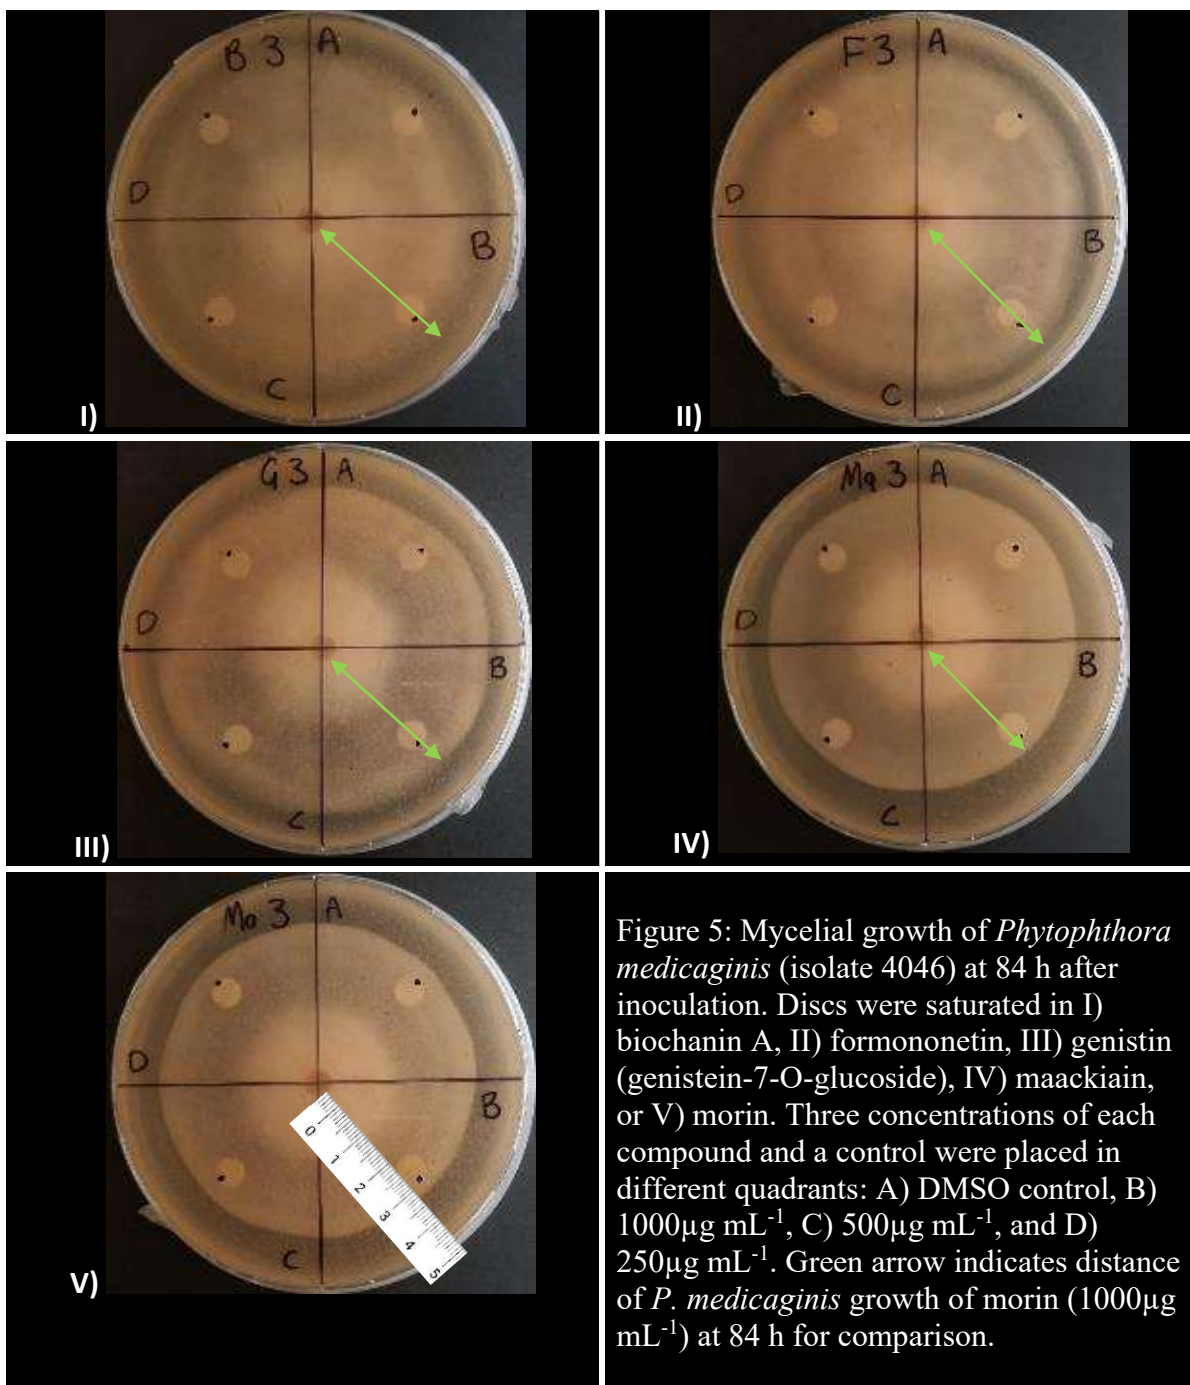 B 3 A
D
B
C
I)
F3 A
D
B
C
II)
G3 A
D
B
C
III)
Ma 3 A
D
B
C
IV)
Mo 3 A
D
B
C
0 1 2 3 4 5
V)
Figure 5: Mycelial growth of Phytophthora
medicaginis (isolate 4046) at 84 h after
inoculation. Discs were saturated in I)
biochanin A, II) formononetin, III) genistin
(genistein-7-O-glucoside), IV) maackiain,
or V) morin. Three concentrations of each
compound and a control were placed in
different quadrants: A) DMSO control, B)
1000µg mL-1, C) 500µg mL-1, and D)
250µg mL-1. Green arrow indicates distance
of P. medicaginis growth of morin (1000µg
mL-1) at 84 h for comparison.